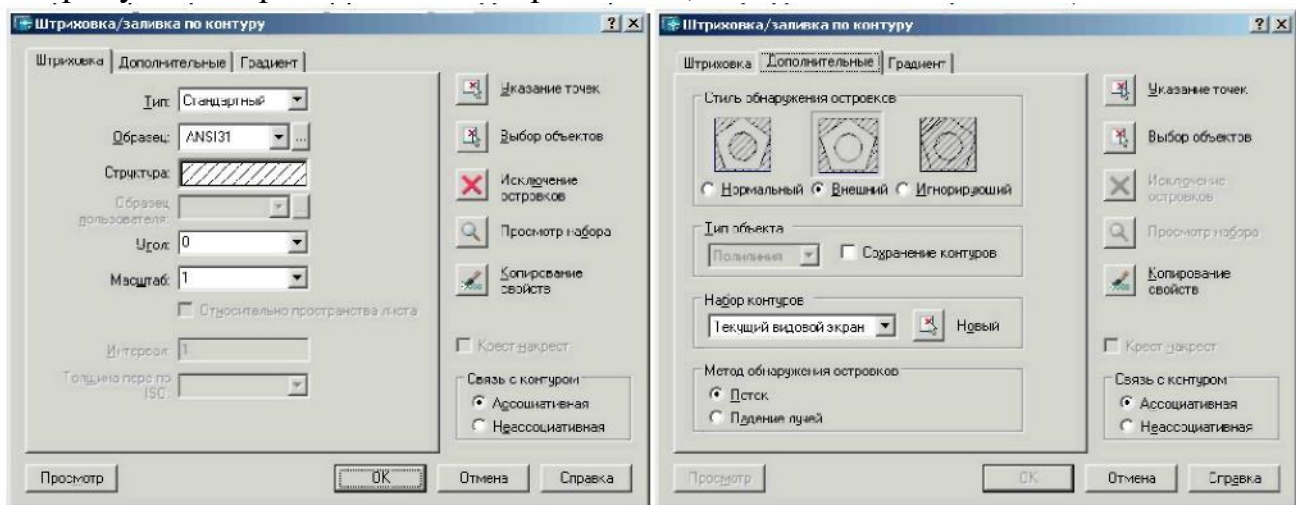 Штриховка/заливка по контуру
Штриховка Дополнительные Градиент
Тип: Стандартный
Образец: ANSI31 ...
Структура:
Образец
пользователя: ...
Угол: 0
Масштаб: 1
Относительно пространства листа
Интервал: 1
Толщина пера по
ISO:
Указание точек
Выбор объектов
Исключение
островков
Просмотр набора
Копирование
свойств
Крест накрест
Связь с контуром
Ассоциативная
Неассоциативная
Просмотр OK Отмена Справка
Штриховка/заливка по контуру
Штриховка Дополнительные Градиент
Стиль обнаружения островков
Нормальный Внешний Игнорирующий
Тип объекта
Полилиния Сохранение контуров
Набор контуров
Текущий видовой экран Новый
Метод обнаружения островков
Поток
Падение лучей
Указание точек
Выбор объектов
Исключение
островков
Просмотр набора
Копирование
свойств
Крест накрест
Связь с контуром
Ассоциативная
Неассоциативная
Просмотр OK Отмена Справка